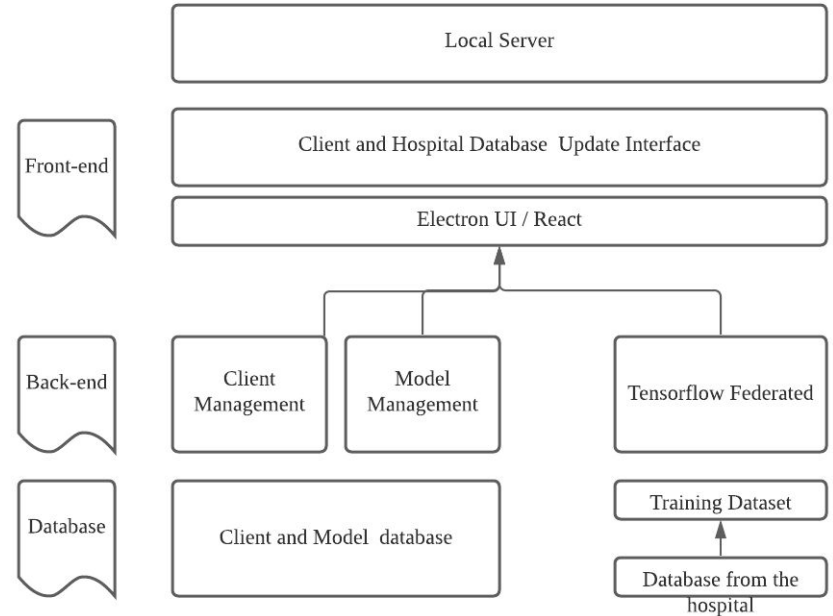 Local Server
Front-end
Client and Hospital Database  Update Interface
Electron UI / React
Back-end
Client
Management
Model
Management
Tensorflow Federated
Database
Client and Model  database
Training Dataset
Database from the
hospital